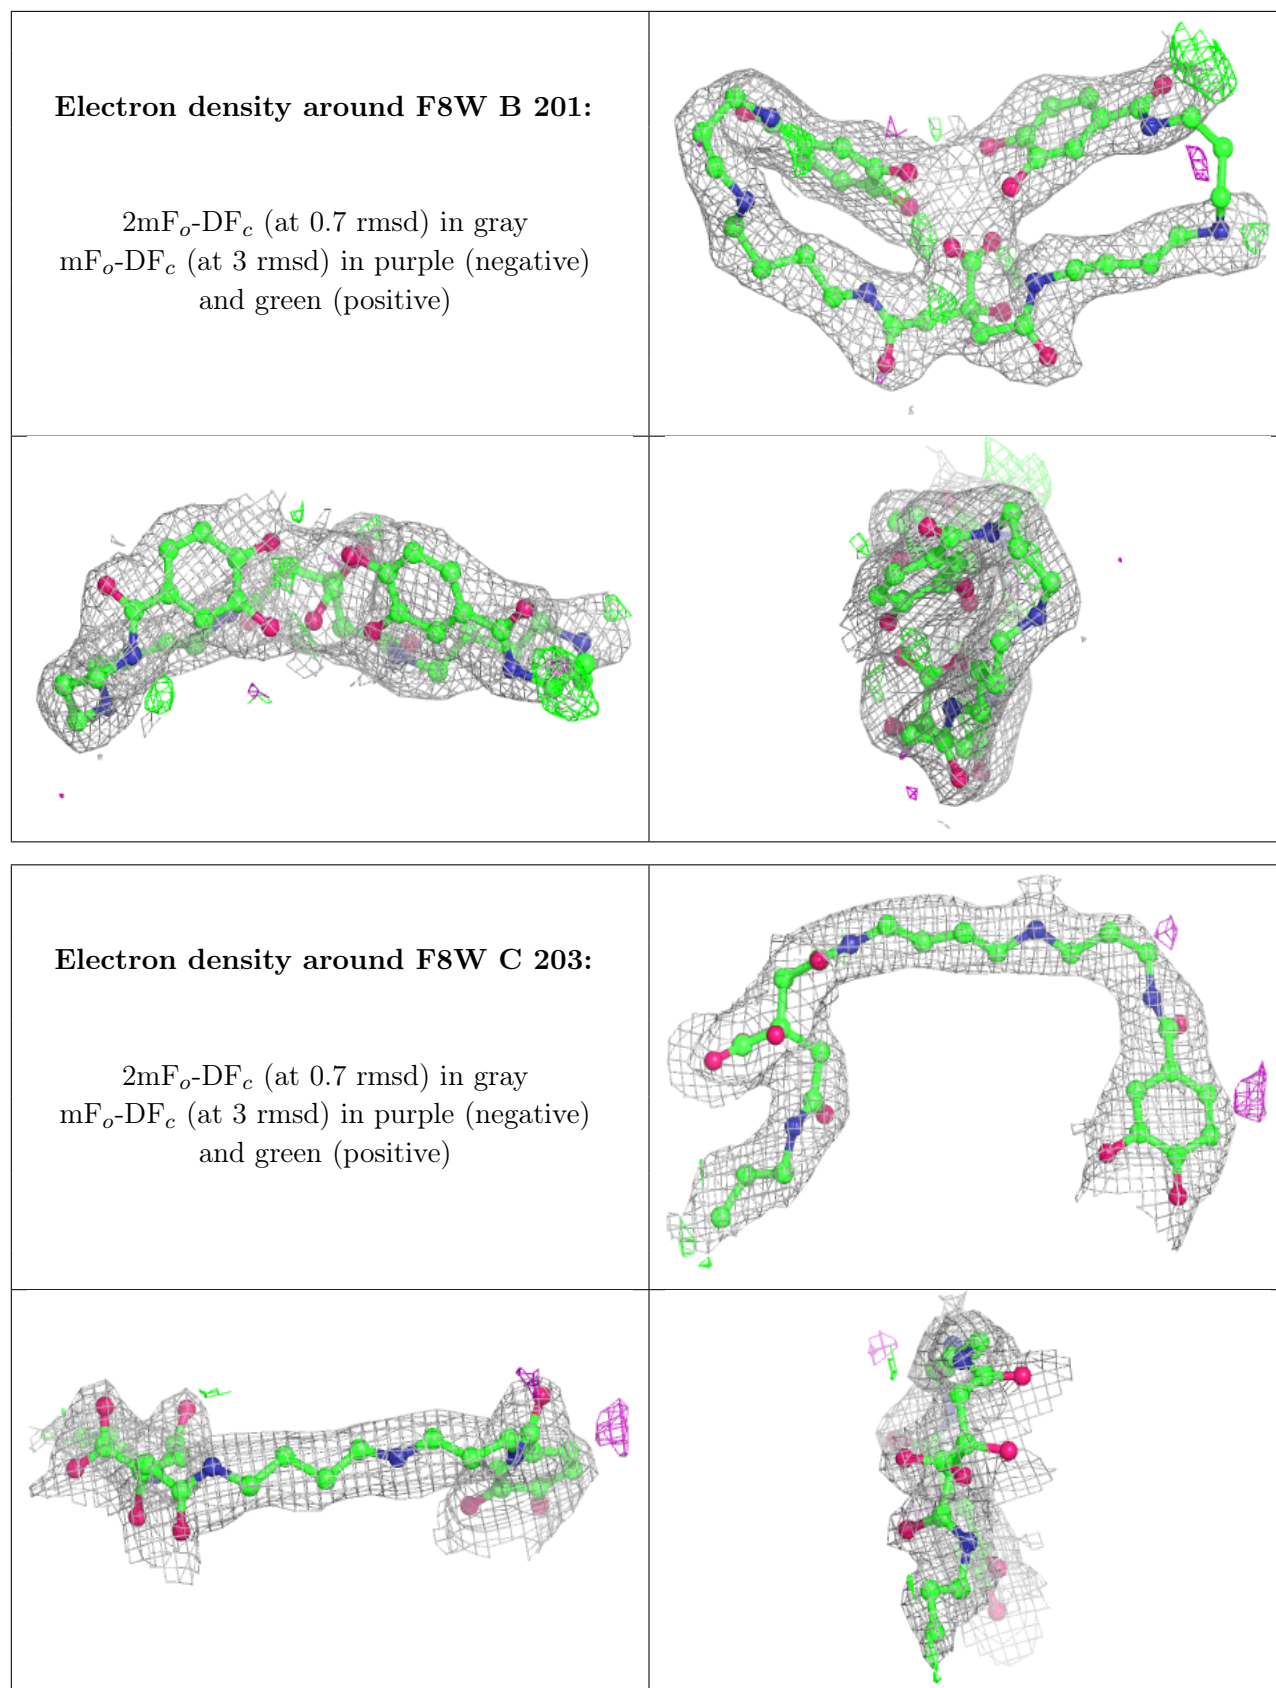 Electron density around F8W B 201:
2mFo-DFc (at 0.7 rmsd) in gray
mFo-DFc (at 3 rmsd) in purple (negative)
and green (positive)
Electron density around F8W C 203:
2mFo-DFc (at 0.7 rmsd) in gray
mFo-DFc (at 3 rmsd) in purple (negative)
and green (positive)